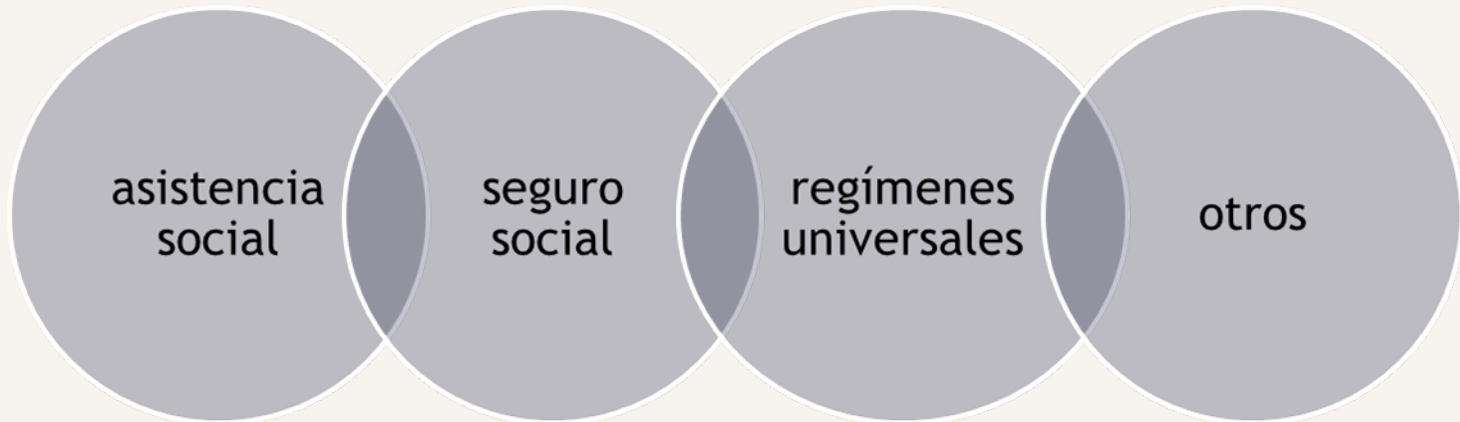 asistencia
social
seguro
social
regímenes
universales
otros